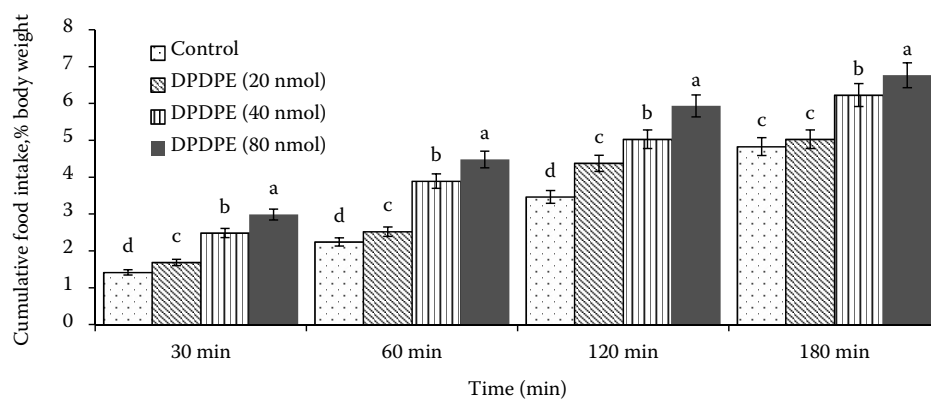 Cumulative food intake,% body weight
8
7
6
5
4
3
2
1
0
Control
DPDPE (20 nmol)
DPDPE (40 nmol)
DPDPE (80 nmol)
d c b a
d c b a
d c b a
c c b a
30 min 60 min 120 min 180 min
Time (min)